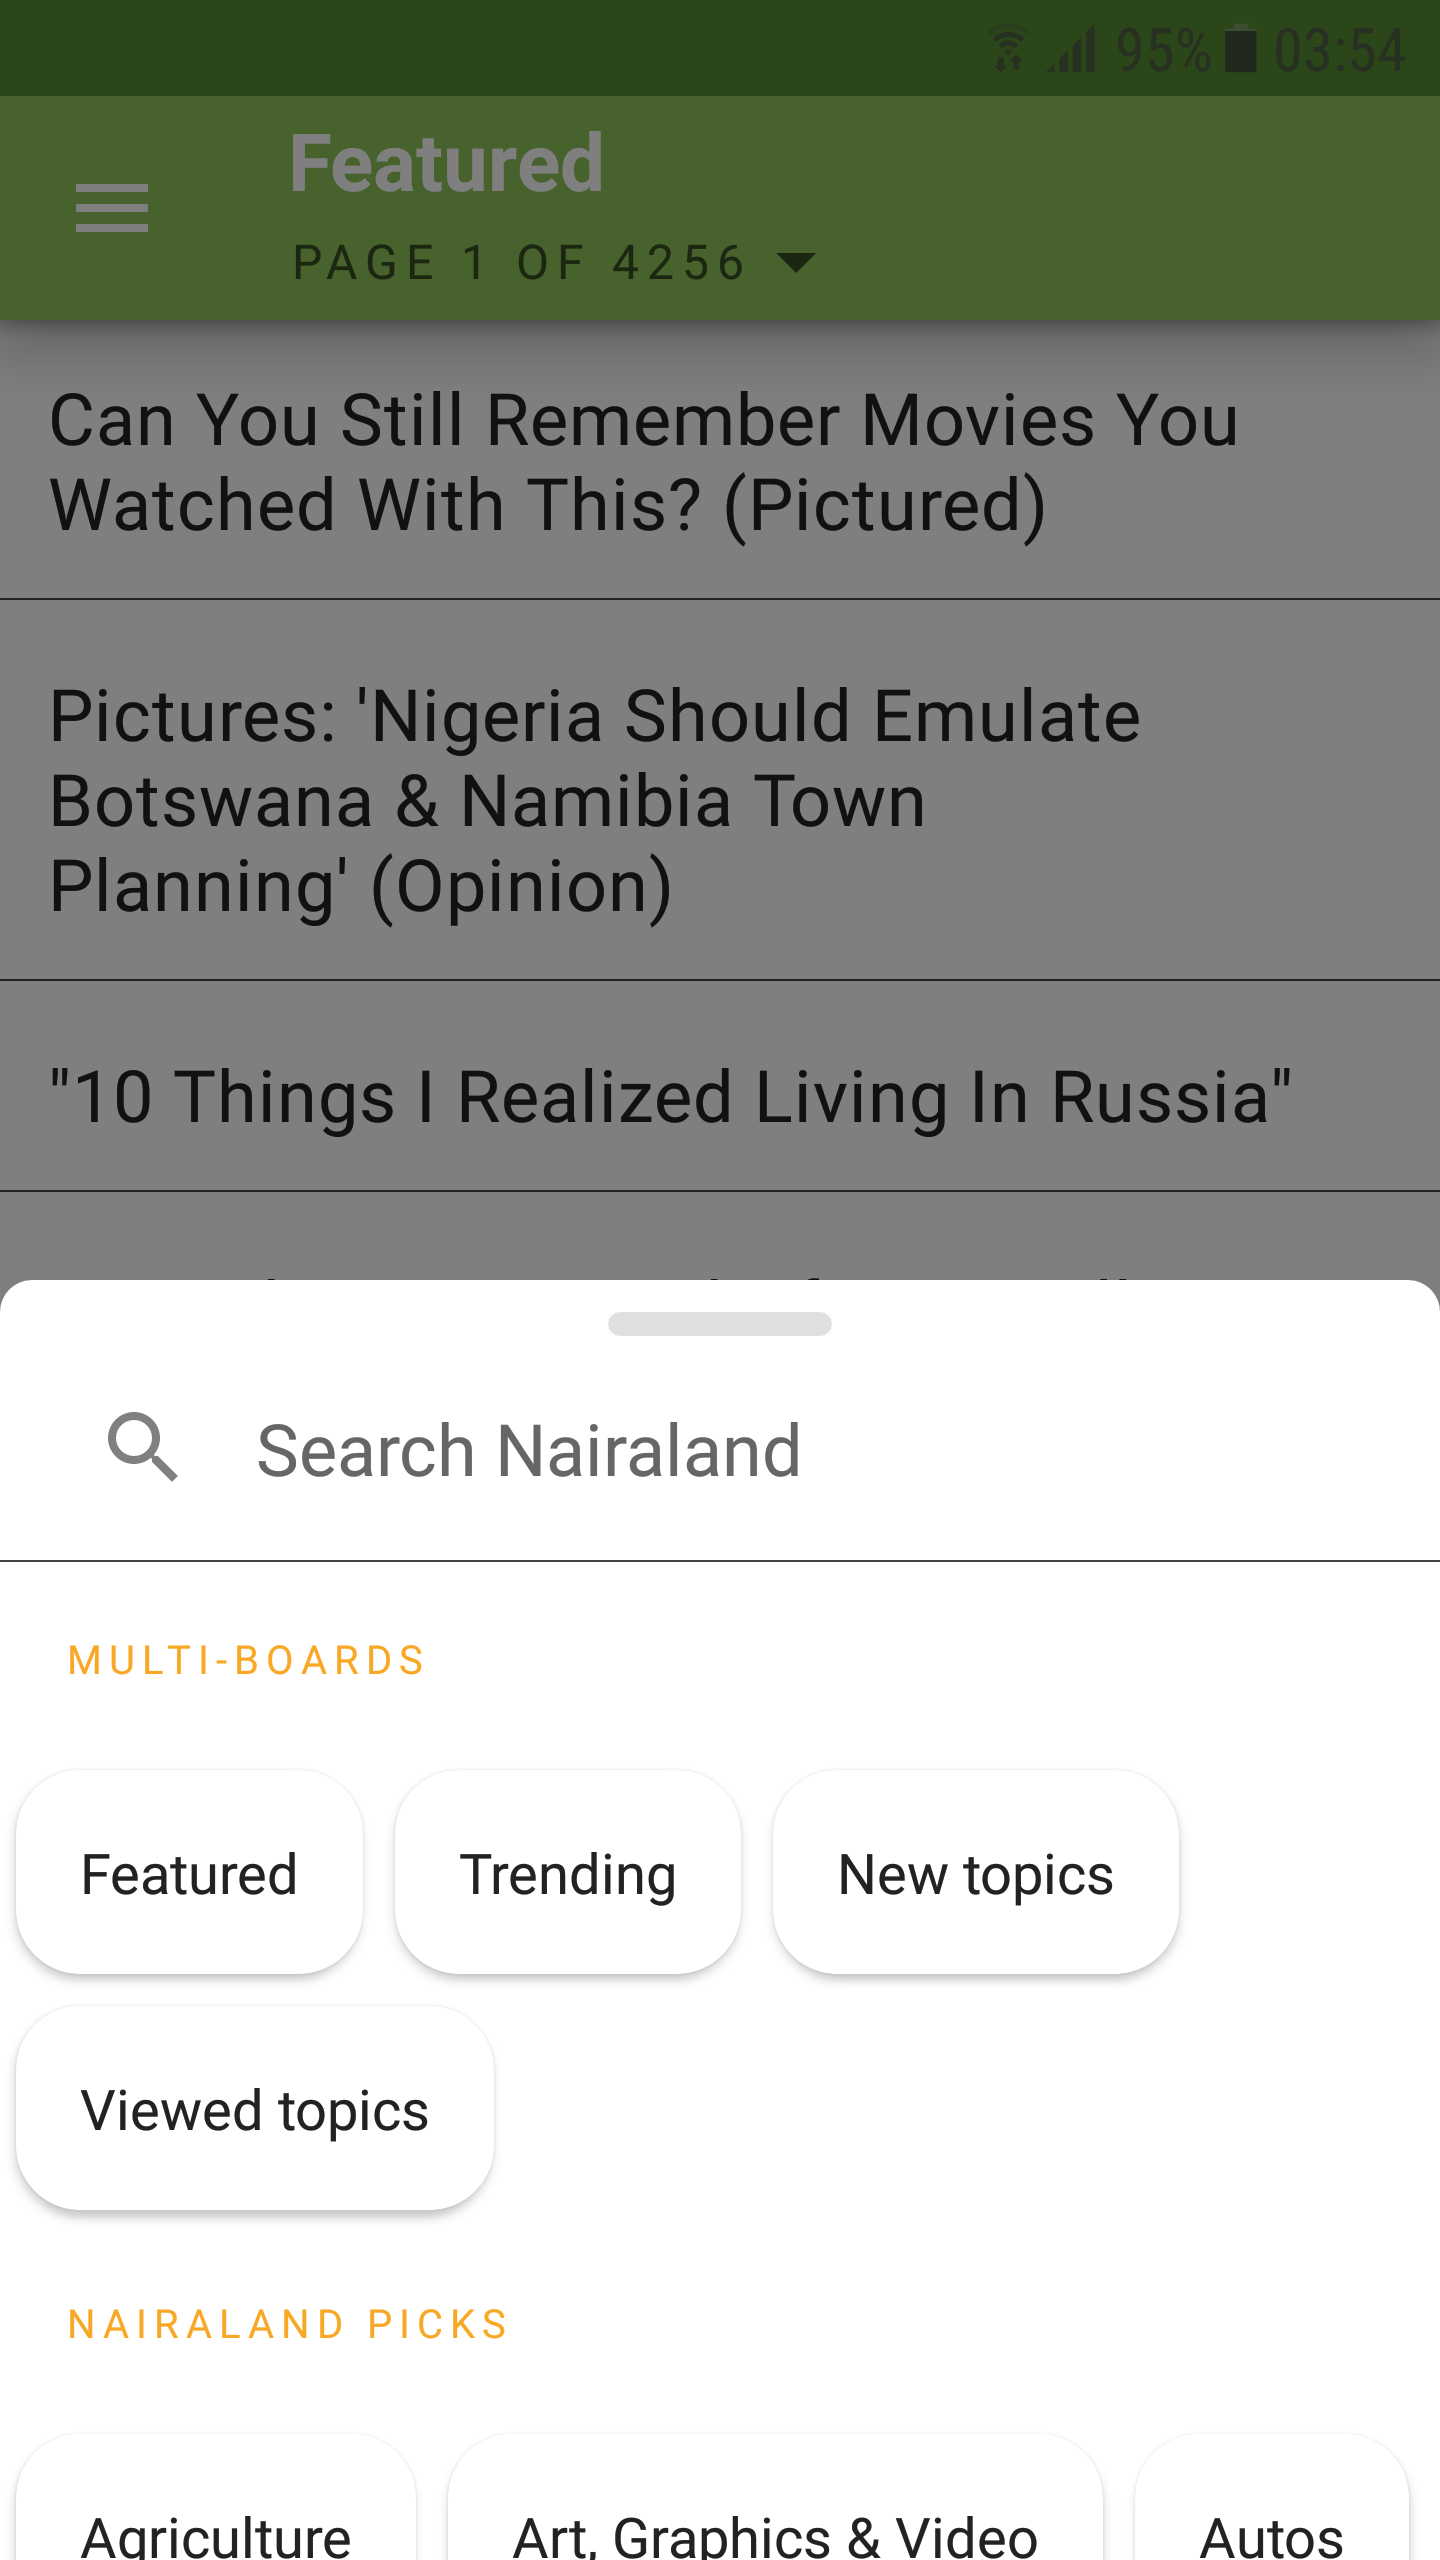 95% 03:54
Featured
PAGE 1 OF 4256
Can You Still Remember Movies You
Watched With This? (Pictured)
Pictures: 'Nigeria Should Emulate
Botswana & Namibia Town
Planning' (Opinion)
"10 Things I Realized Living In Russia"
Search Nairaland
MULTI-BOARDS
Featured
Trending
New topics
Viewed topics
NAIRALAND PICKS
Agriculture
Art, Graphics & Video
Autos